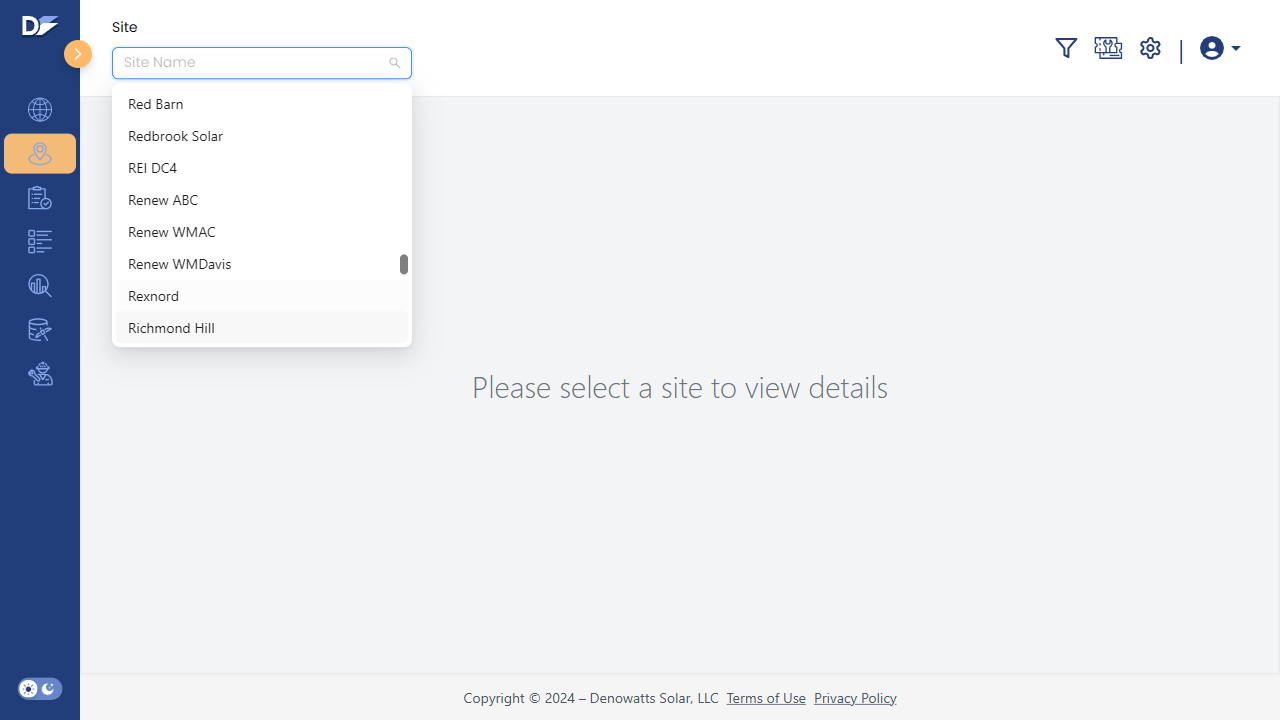 Site
Site Name
Red Barn
Redbrook Solar
REI DC4
Renew ABC
Renew WMAC
Renew WMDavis
Rexnord
Richmond Hill
Please select a site to view details
Copyright © 2024 – Denowatts Solar, LLC Terms of Use Privacy Policy